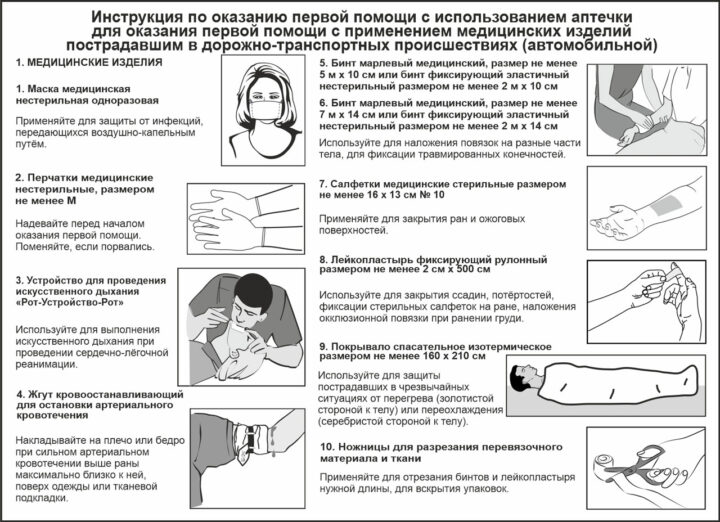 Инструкция по оказанию первой помощи с использованием аптечки
для оказания первой помощи с применением медицинских изделий
пострадавшим в дорожно-транспортных происшествиях (автомобильной)
1. МЕДИЦИНСКИЕ ИЗДЕЛИЯ
1. Маска медицинская
нестерильная одноразовая
Применяйте для защиты от инфекций,
передающихся воздушно-капельным
путём.
2. Перчатки медицинские
нестерильные, размером
не менее М
Надевайте перед началом
оказания первой помощи.
Поменяйте, если порвались.
3. Устройство для проведения
искусственного дыхания
«Рот-Устройство-Рот»
Используйте для выполнения
искусственного дыхания при
проведении сердечно-лёгочной
реанимации.
4. Жгут кровоостанавливающий
для остановки артериального
кровотечения
Накладывайте на плечо или бедро
при сильном артериальном
кровотечении выше раны
максимально близко к ней,
поверх одежды или тканевой
подкладки.
5. Бинт марлевый медицинский, размер не менее
5 м х 10 см или бинт фиксирующий эластичный
нестерильный размером не менее 2 м х 10 см
6. Бинт марлевый медицинский, размер не менее
7 м х 14 см или бинт фиксирующий эластичный
нестерильный размером не менее 2 м х 14 см
Используйте для наложения повязок на разные части
тела, для фиксации травмированных конечностей.
7. Салфетки медицинские стерильные размером
не менее 16 х 13 см № 10
Применяйте для закрытия ран и ожоговых
поверхностей.
8. Лейкопластырь фиксирующий рулонный
размером не менее 2 см х 500 см
Используйте для закрытия ссадин, потёртостей,
фиксации стерильных салфеток на ране, наложения
окклюзионной повязки при ранении груди.
9. Покрывало спасательное изотермическое
размером не менее 160 х 210 см
Используйте для защиты
пострадавших в чрезвычайных
ситуациях от перегрева (золотистой
стороной к телу) или переохлаждения
(серебристой стороной к телу).
10. Ножницы для разрезания перевязочного
материала и ткани
Применяйте для отрезания бинтов и лейкопластыря
нужной длины, для вскрытия упаковок.